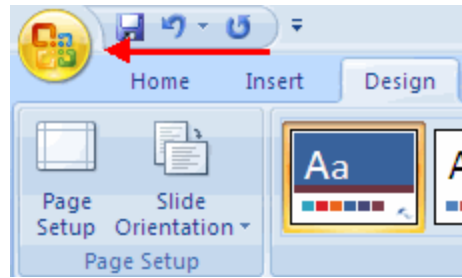 Home Insert Design
Aa A
Page Slide
Setup Orientation
Page Setup